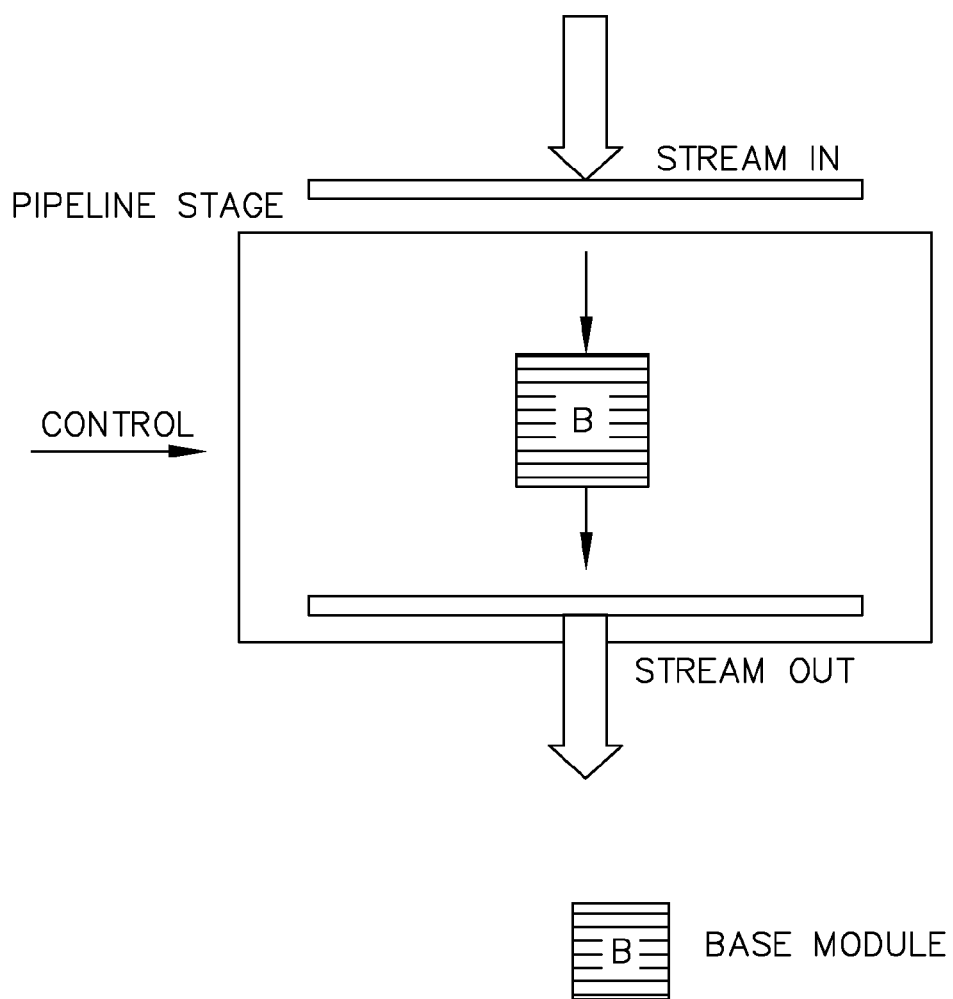 STREAM IN
PIPELINE STAGE
B
CONTROL
STREAM OUT
B
BASE MODULE